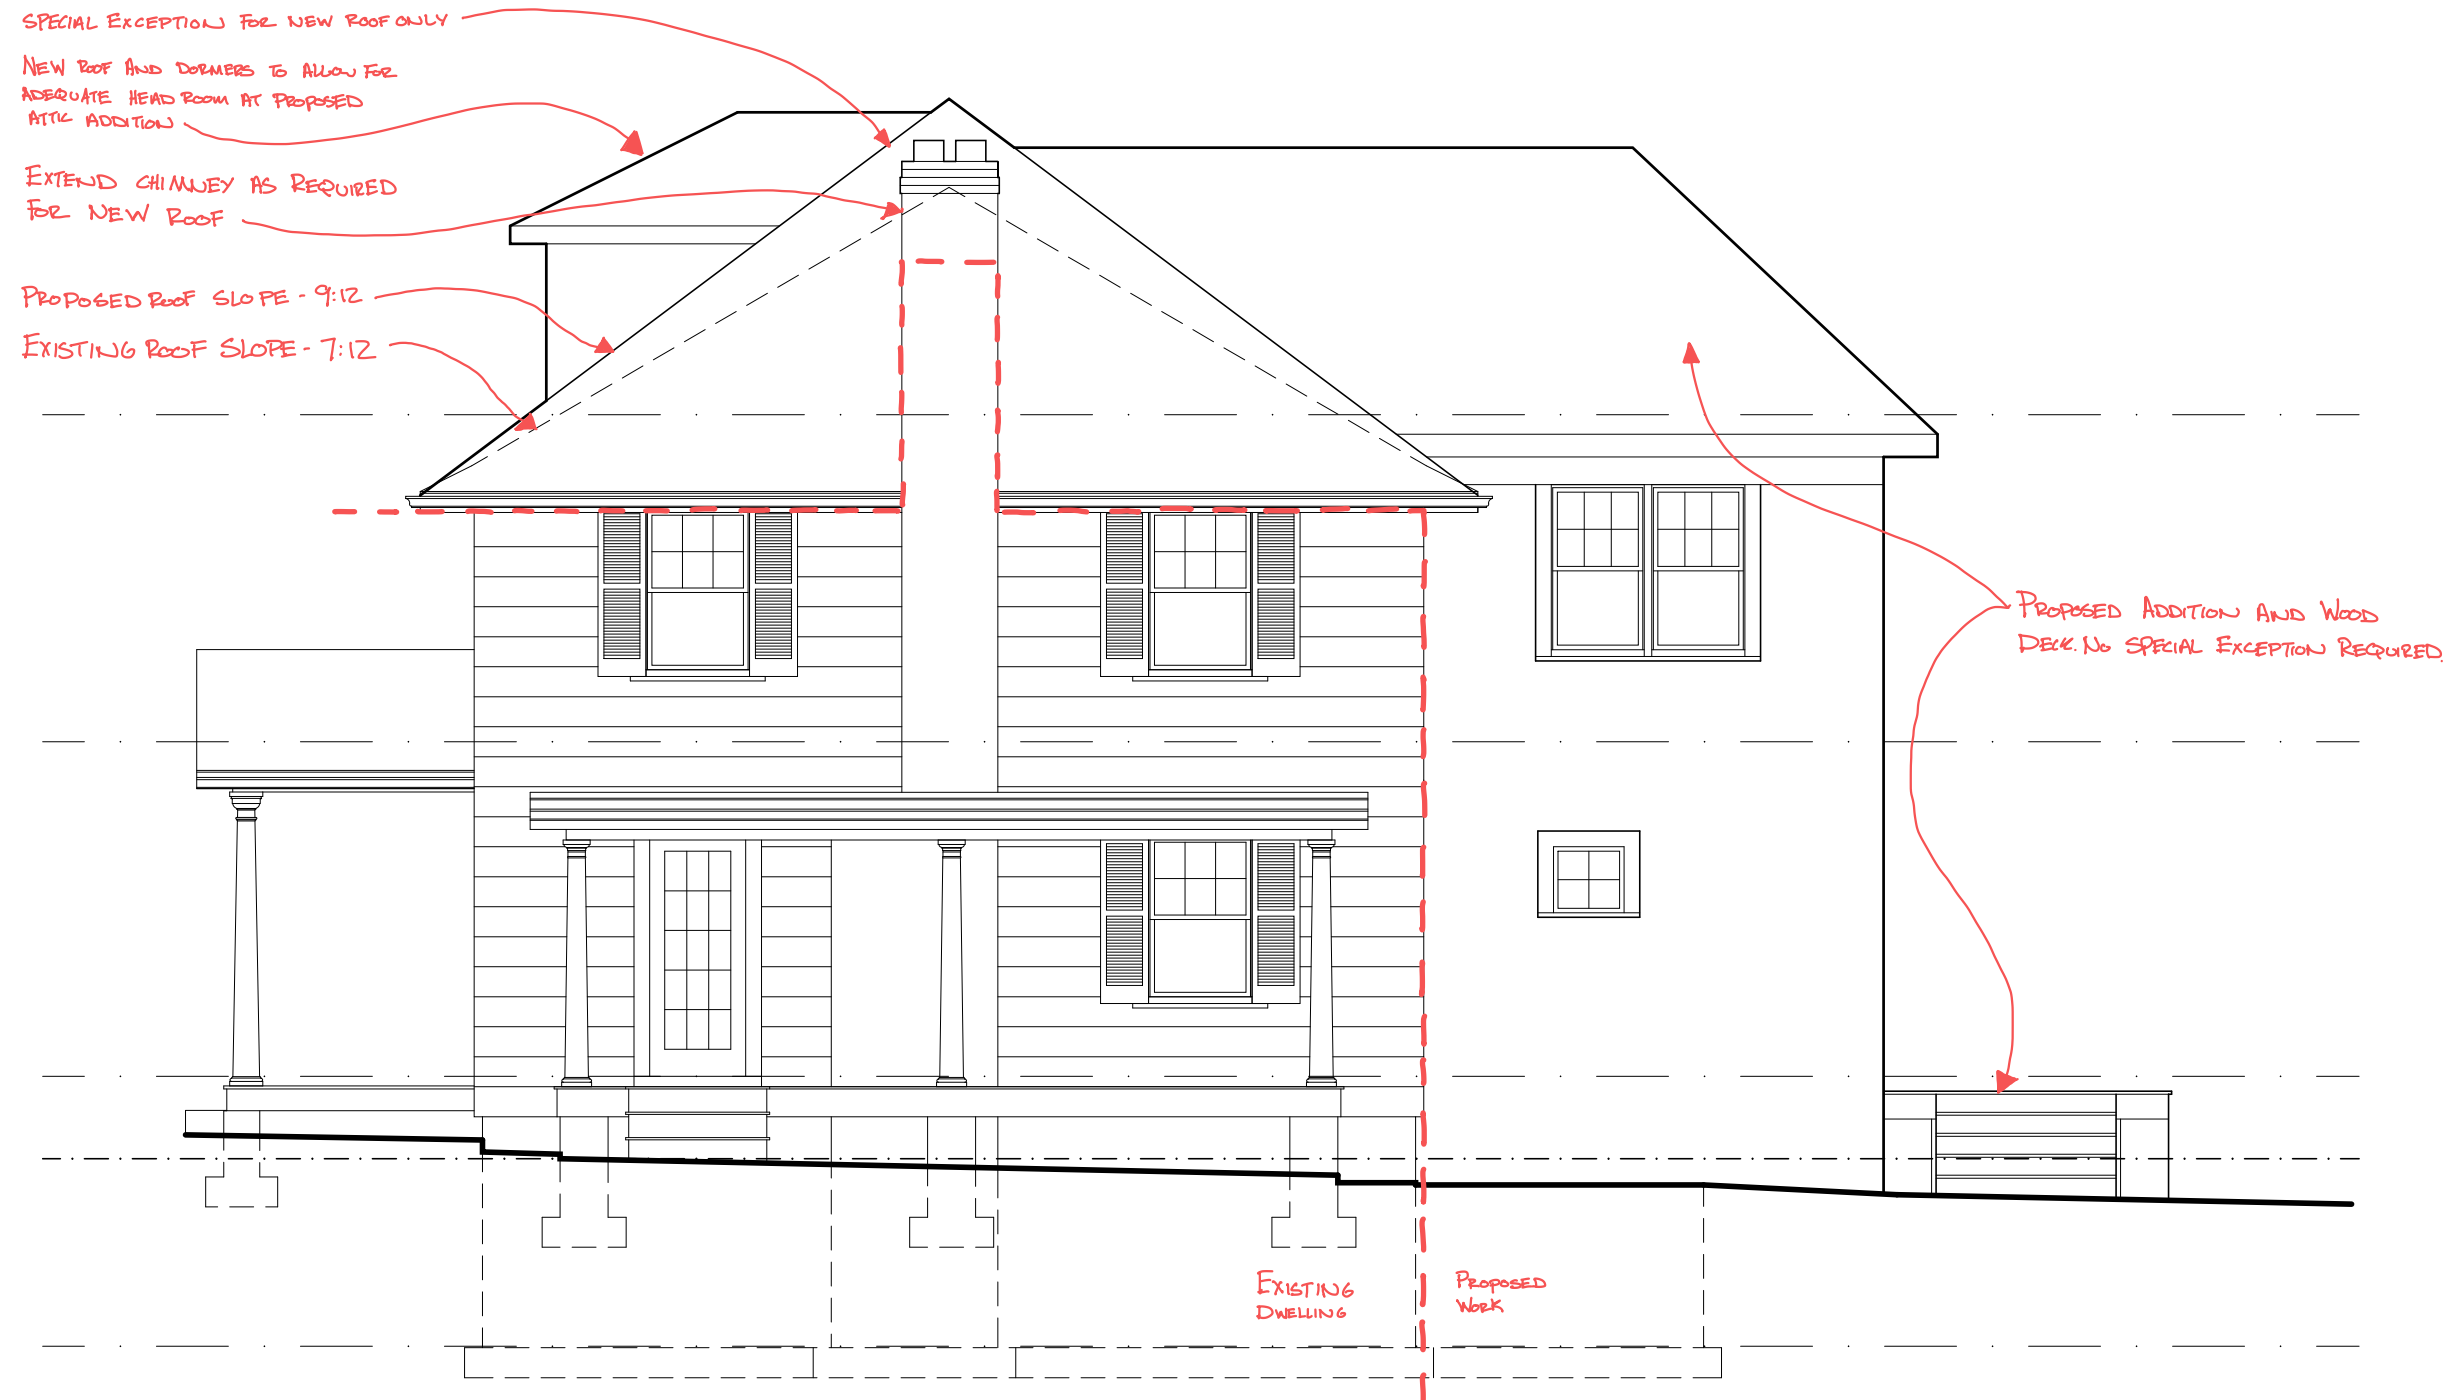 SPECIAL EXCEPTION FOR NEW ROOF ONLY
NEW ROOF AND DORMERS TO ALLOW FOR
ADEQUATE HEAD ROOM AT PROPOSED
ATTIC ADDITION
EXTEND CHIMNEY AS REQUIRED
FOR NEW ROOF
PROPOSED ROOF SLOPE - 9:12
EXISTING ROOF SLOPE - 7:12
PROPOSED ADDITION AND WOOD
DECK. NO SPECIAL EXCEPTION REQUIRED.
EXISTING
DWELLING
PROPOSED
WORK